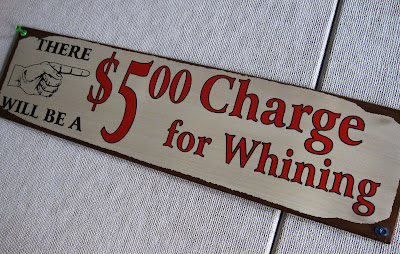 THERE
WILL BE A
$5.00 Charge
for Whining